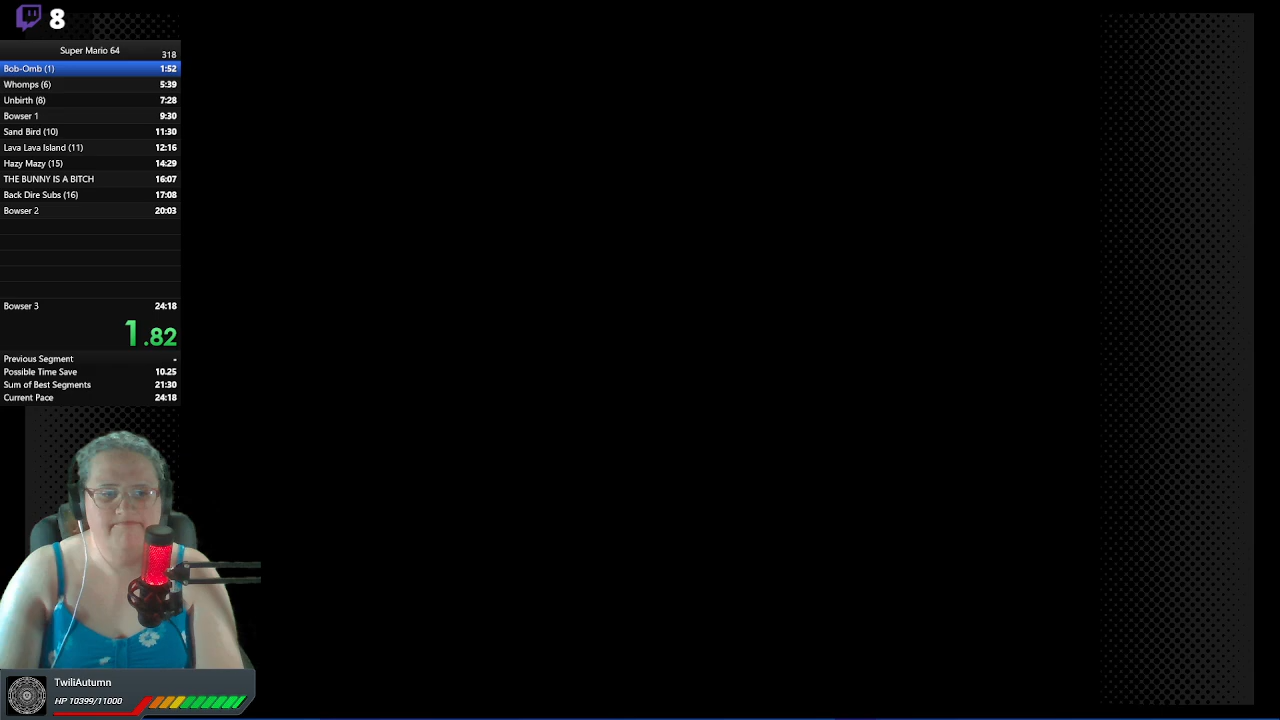 8
Super Mario 64
318
Bob-Omb (1) 1:52
Whomps (6) 5:39
Unbirth (8) 7:28
Bowser 1 9:30
Sand Bird (10) 11:30
Lava Lava Island (11) 12:16
Hazy Mazy (15) 14:29
THE BUNNY IS A BITCH 16:07
Back Dire Subs (16) 17:08
Bowser 2 20:03
Bowser 3 24:18
1.82
Previous Segment -
Possible Time Save 10.25
Sum of Best Segments 21:30
Current Pace 24:18
TwiliAutumn
HP 10399/11000